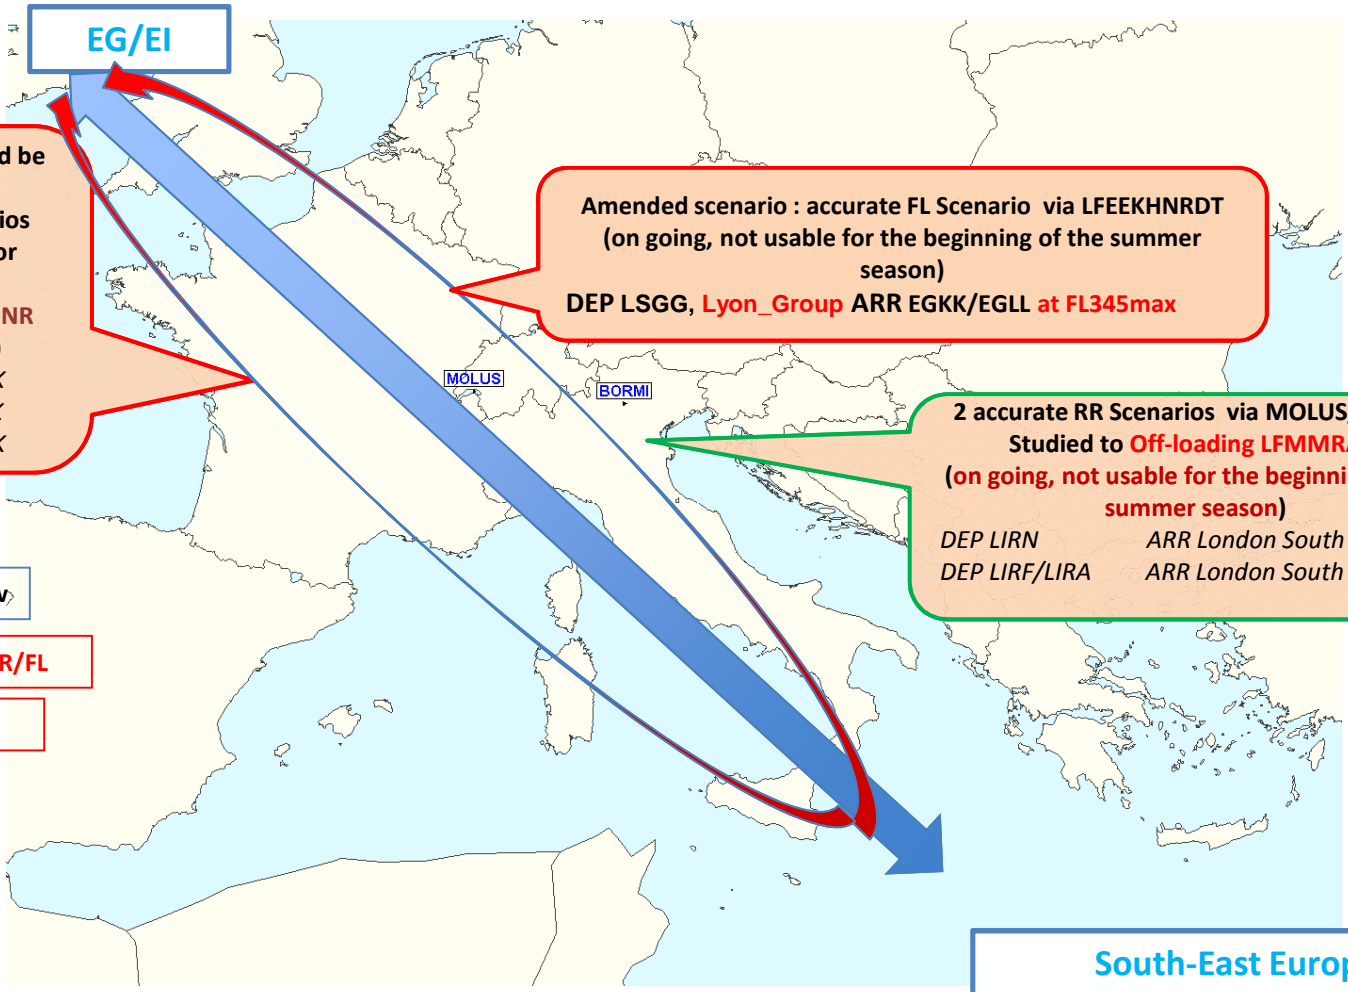 EG/EI
d be
ios
or
NR
)
K
K
K
Amended scenario : accurate FL Scenario via LFEEKHNRDT
(on going, not usable for the beginning of the summer
season)
DEP LSGG, Lyon_Group ARR EGKK/EGLL at FL345max
MOLUS
BORMI
2 accurate RR Scenarios via MOLUS
Studied to Off-loading LFMMRA
(on going, not usable for the beginni
summer season)
DEP LIRN ARR London South
DEP LIRF/LIRA ARR London South
R/FL
South-East Europ